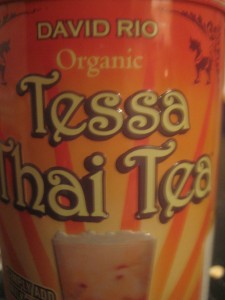 DAVID RIO
Organic
Tessa
Thai Tea